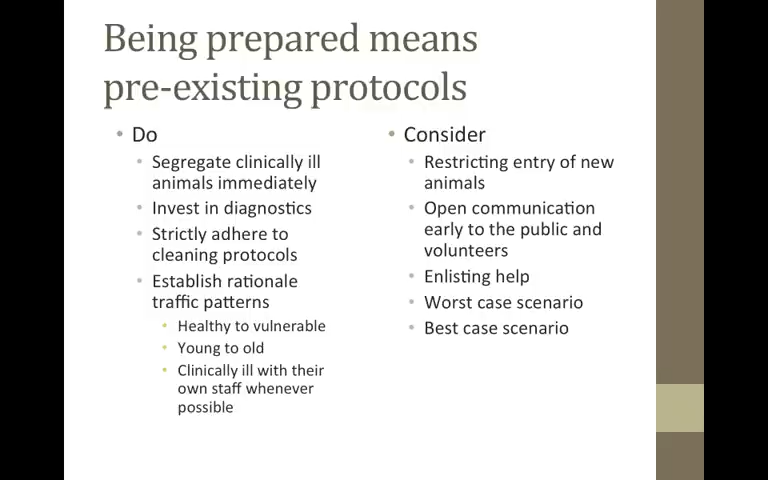 Being prepared means
pre-existing protocols
• Do
• Segregate clinically ill
animals immediately
• Invest in diagnostics
• Strictly adhere to
cleaning protocols
• Establish rationale
traffic patterns
• Healthy to vulnerable
• Young to old
• Clinically ill with their
own staff whenever
possible
• Consider
• Restricting entry of new
animals
• Open communication
early to the public and
volunteers
• Enlisting help
• Worst case scenario
• Best case scenario